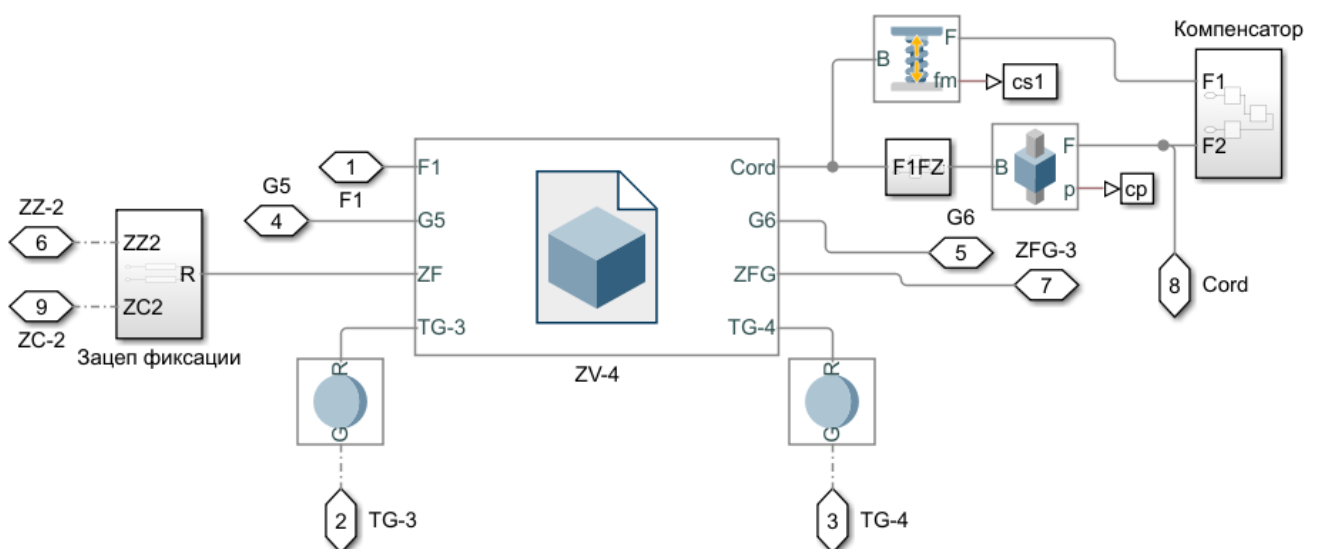 Компенсатор
F
B
fm
cs1
F1
F2
F1
Cord
F1FZ
B
F
p
cp
1
F1
G5
4
G5
G6
G6
5
ZZ-2
6
ZZ2
R
ZF
ZFG
ZFG-3
7
8
Cord
9
ZC2
ZC-2
Зацеп фиксации
TG-3
TG-4
ZV-4
R
G
R
G
2
TG-3
3
TG-4